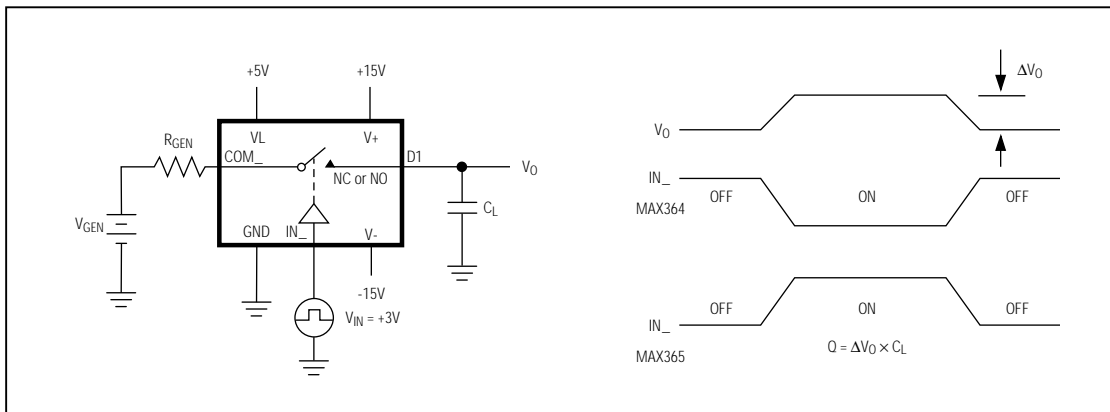 +5V
+15V
R_GEN
VL
V+
COM_
D1
V_O
NC or NO
C_L
V_GEN
GND
IN_
V-
-15V
V_IN = +3V
ΔV_O
V_O
IN_
OFF
ON
OFF
MAX364
OFF
ON
OFF
IN_
MAX365
Q = ΔV_O × C_L